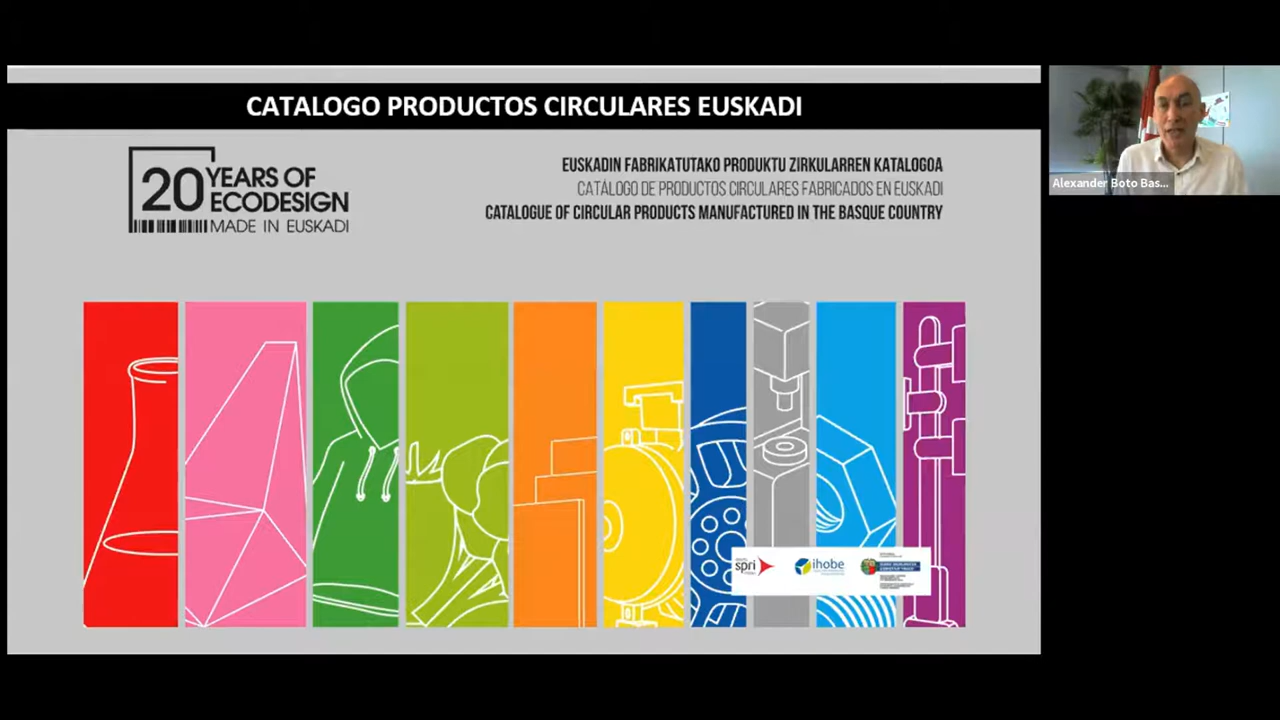 CATALOGO PRODUCTOS CIRCULARES EUSKADI
20 YEARS OF
ECODESIGN
MADE IN EUSKADI
EUSKADIN FABRIKATUTAKO PRODUKTU ZIRKULARREN KATALOGOA
CATÁLOGO DE PRODUCTOS CIRCULARES FABRICADOS EN EUSKADI
CATALOGUE OF CIRCULAR PRODUCTS MANUFACTURED IN THE BASQUE COUNTRY
Alexander Boto Bas...
spri
ihobe